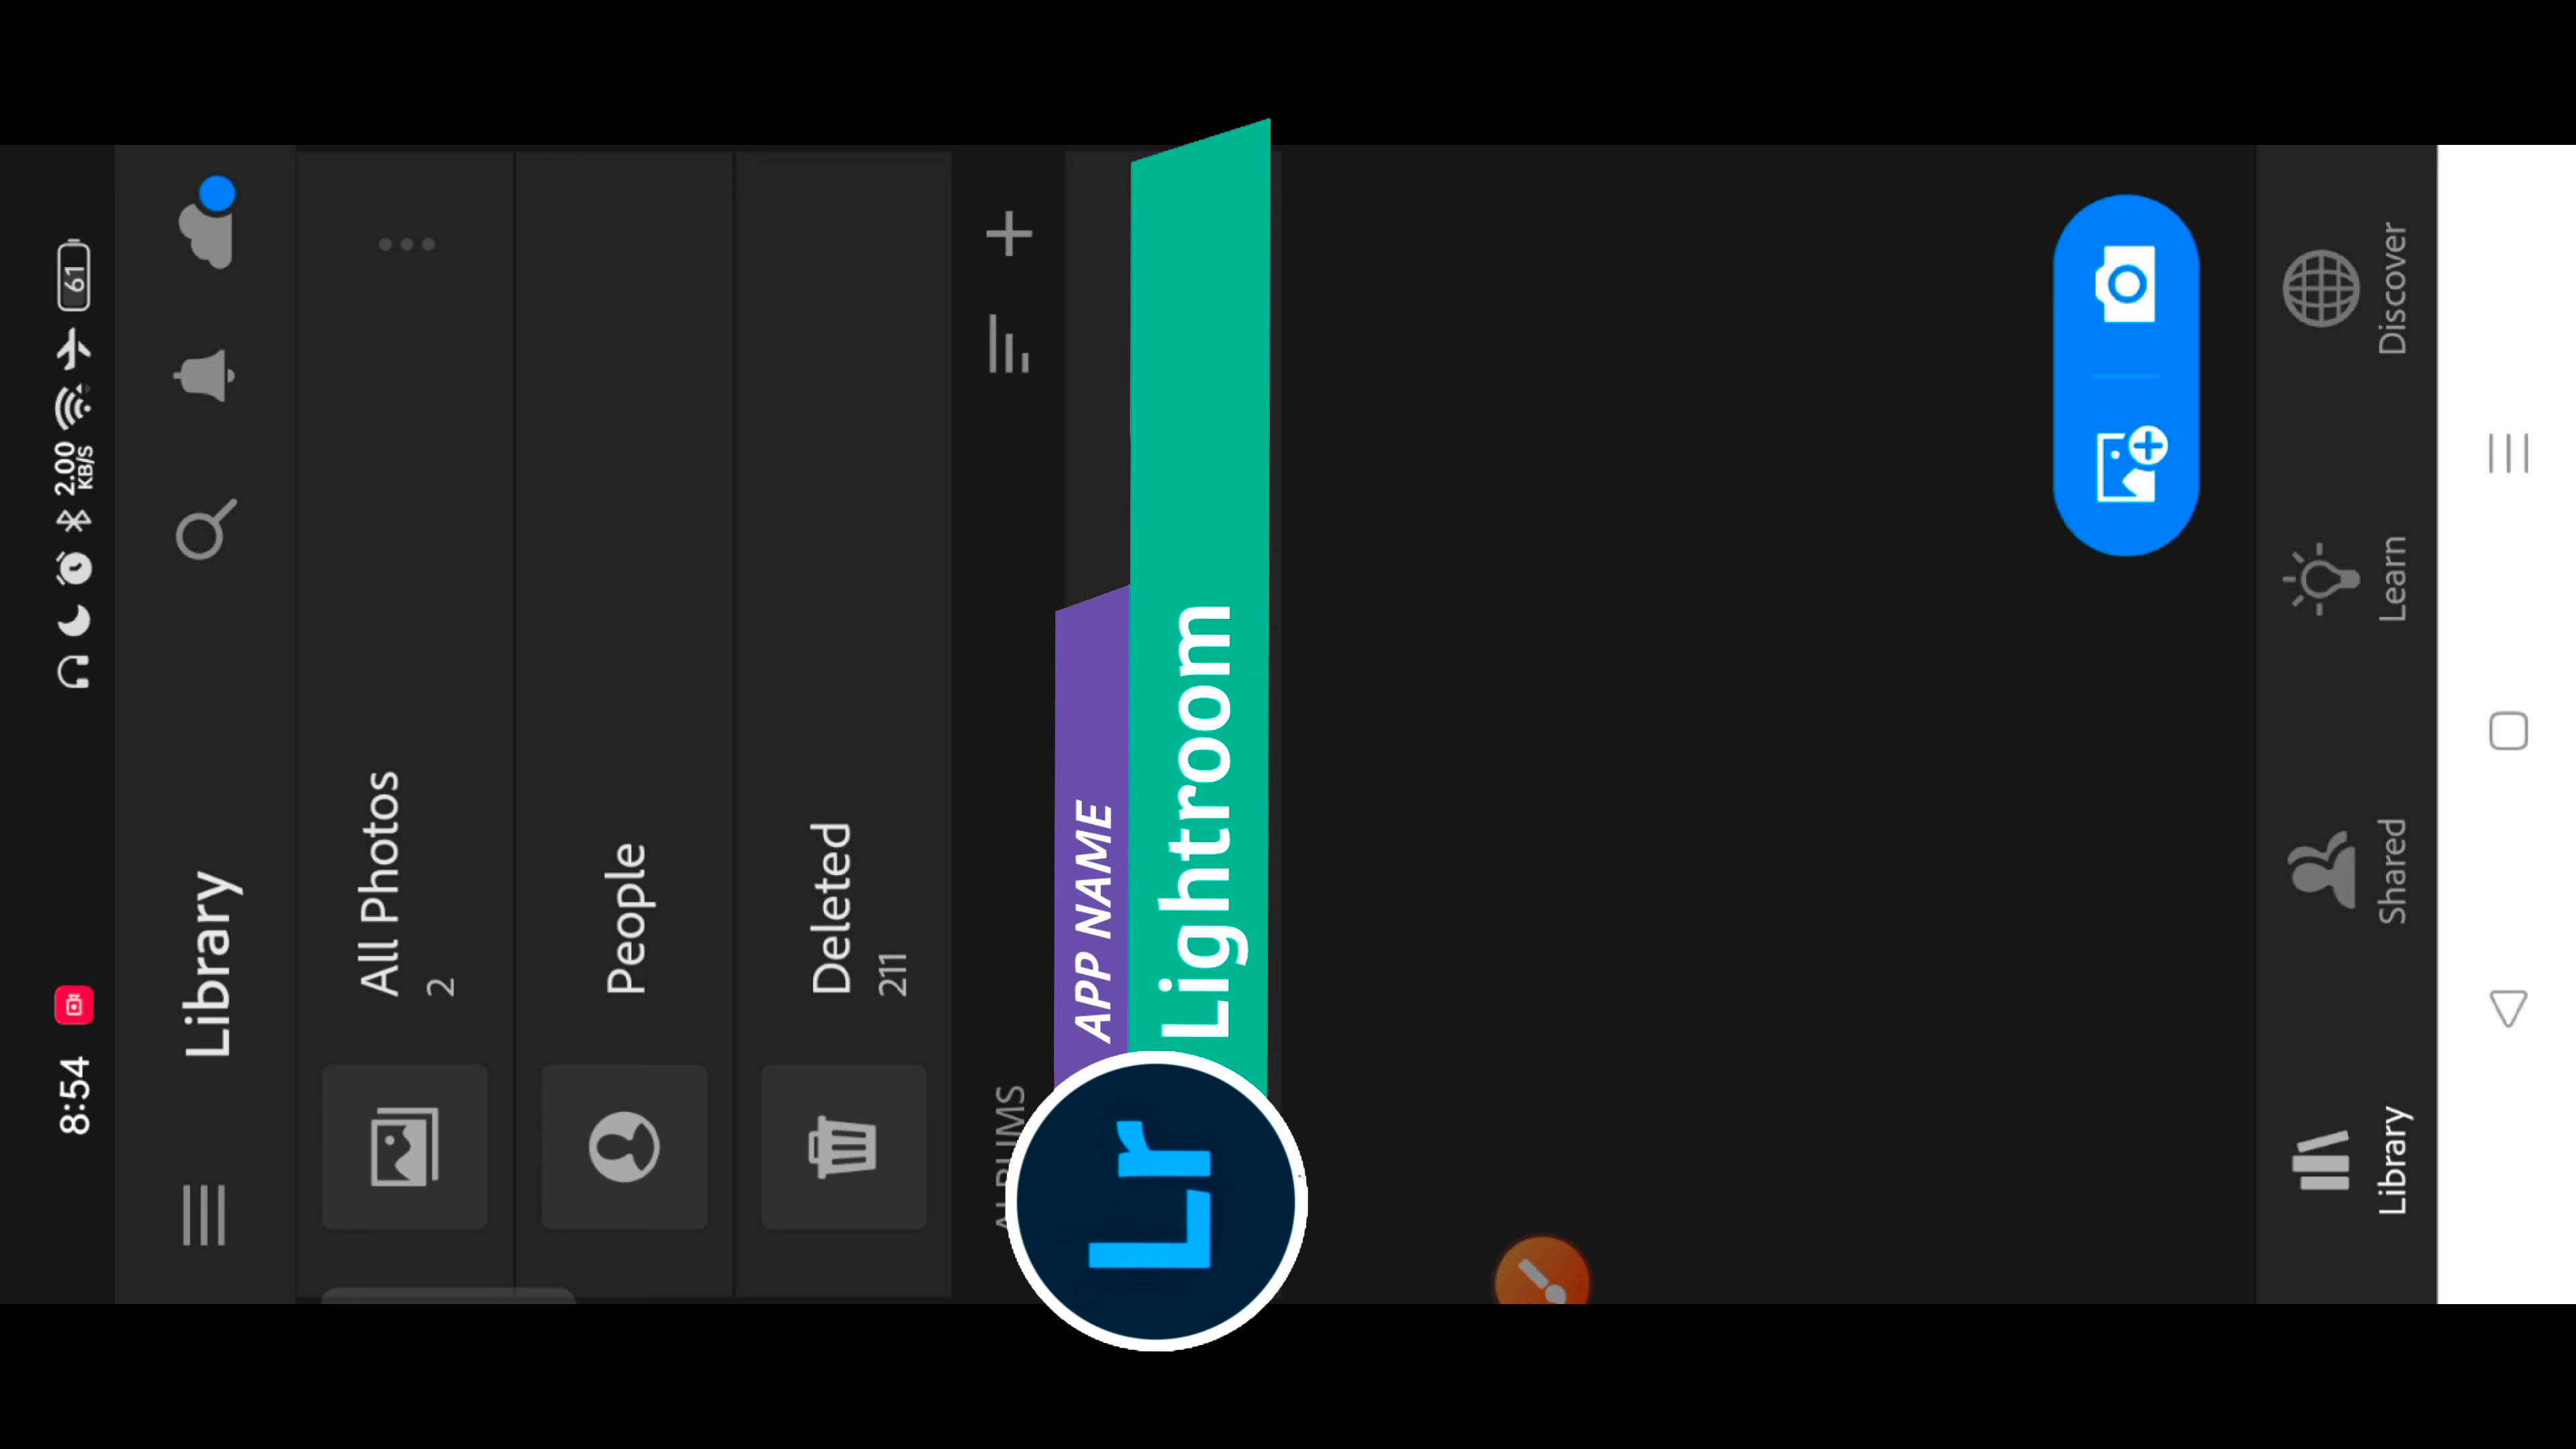 8:54
2.00
KB/S
61
Library
All Photos
2
People
Deleted
211
ALBUMS
APP NAME
Lightroom
Lr
Library
Shared
Learn
Discover